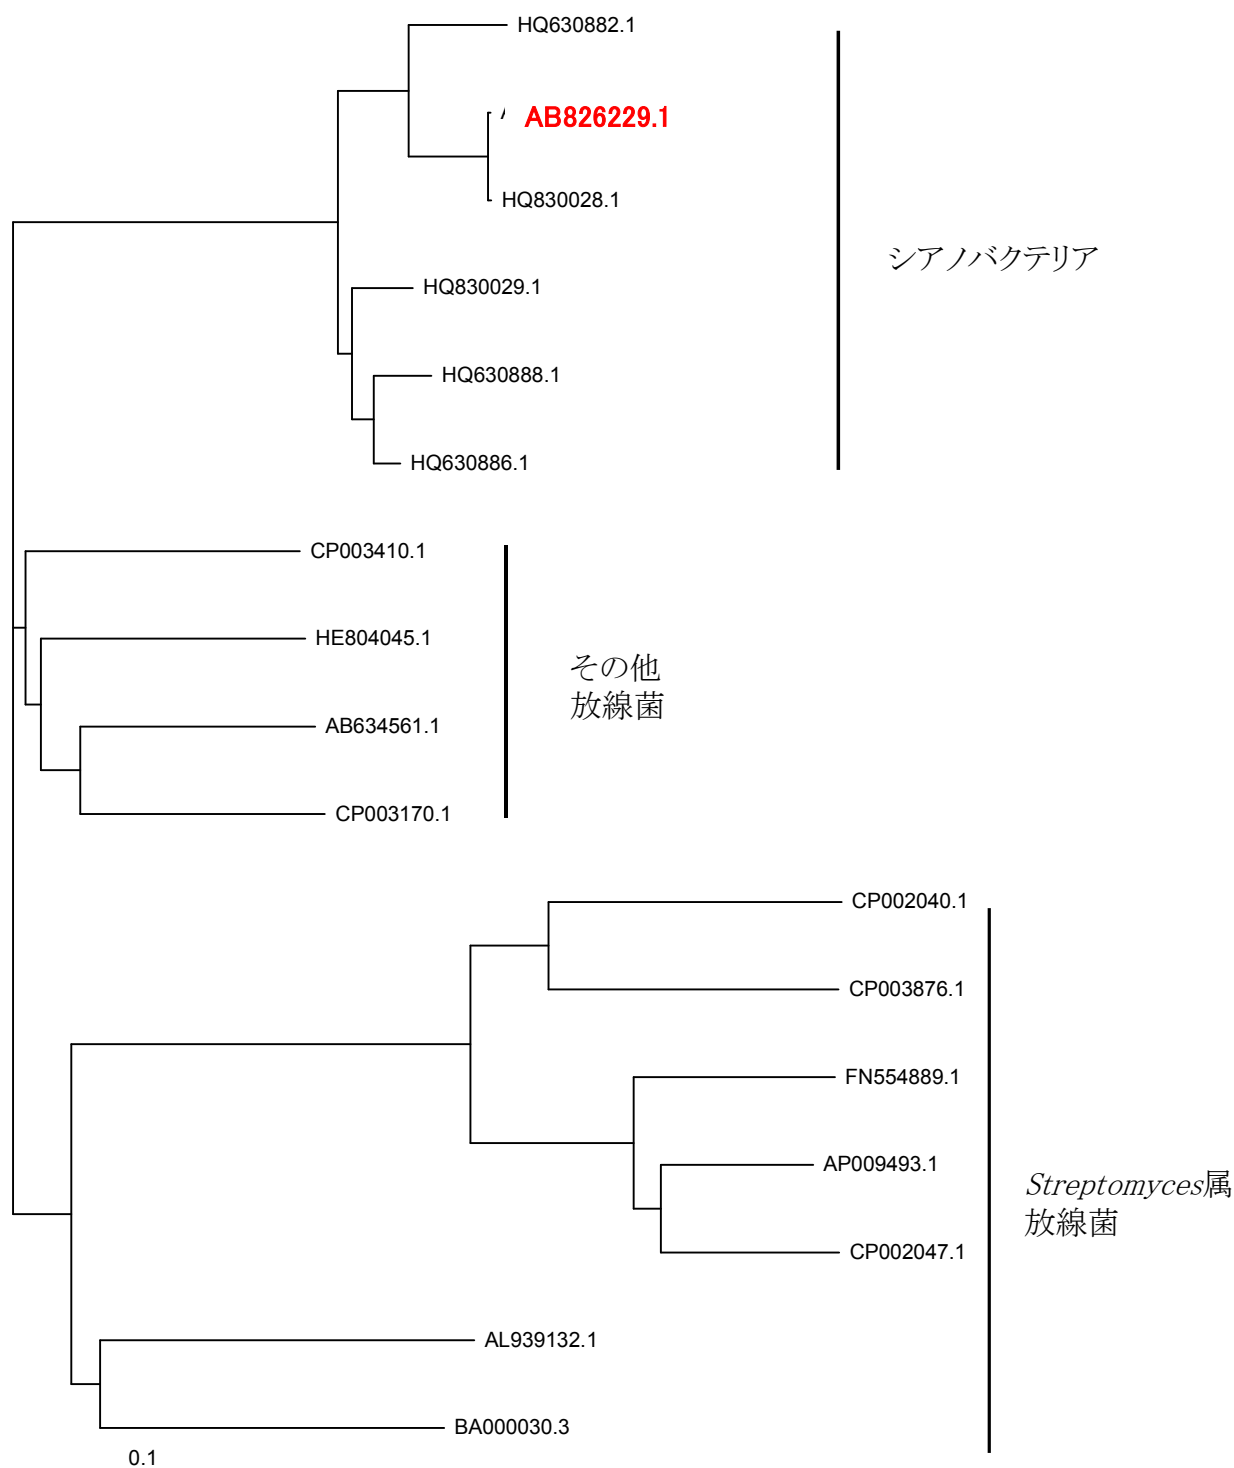 HQ630882.1
AB826229.1
HQ830028.1
シアノバクテリア
HQ830029.1
HQ630888.1
HQ630886.1
CP003410.1
HE804045.1
その他
放線菌
AB634561.1
CP003170.1
CP002040.1
CP003876.1
FN554889.1
AP009493.1
Streptomyces属
放線菌
CP002047.1
AL939132.1
BA000030.3
0.1